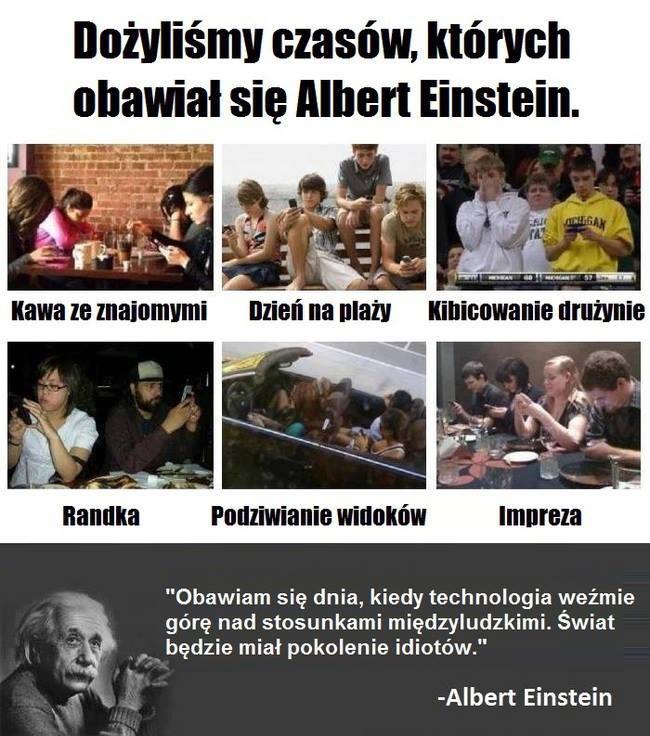 Dożyliśmy czasów, których
obawiał się Albert Einstein.
Kawa ze znajomymi
Dzień na plaży
Kibicowanie drużynie
Randka
Podziwianie widoków
Impreza
"Obawiam się dnia, kiedy technologia weźmie
górę nad stosunkami międzyludzkimi. Świat
będzie miał pokolenie idiotów."
-Albert Einstein